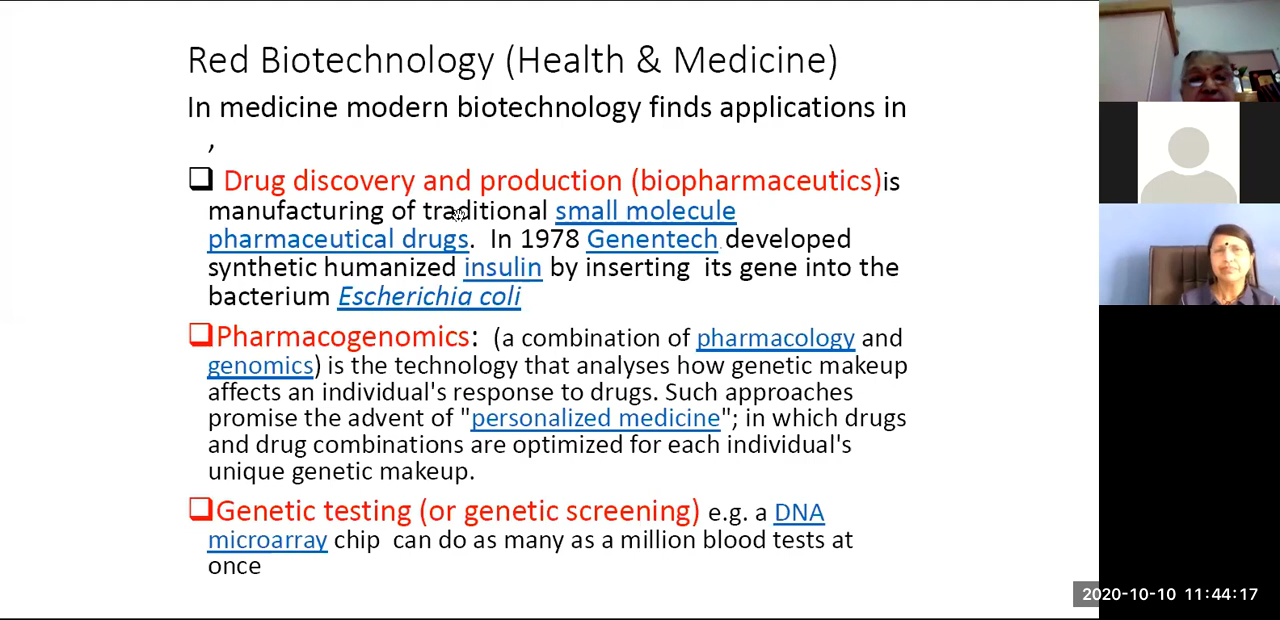 Red Biotechnology (Health & Medicine)
In medicine modern biotechnology finds applications in
,
Drug discovery and production (biopharmaceutics)is
manufacturing of traditional small molecule
pharmaceutical drugs. In 1978 Genentech developed
synthetic humanized insulin by inserting its gene into the
bacterium Escherichia coli
Pharmacogenomics: (a combination of pharmacology and
genomics) is the technology that analyses how genetic makeup
affects an individual's response to drugs. Such approaches
promise the advent of "personalized medicine"; in which drugs
and drug combinations are optimized for each individual's
unique genetic makeup.
Genetic testing (or genetic screening) e.g. a DNA
microarray chip can do as many as a million blood tests at
once
2020-10-10 11:44:17